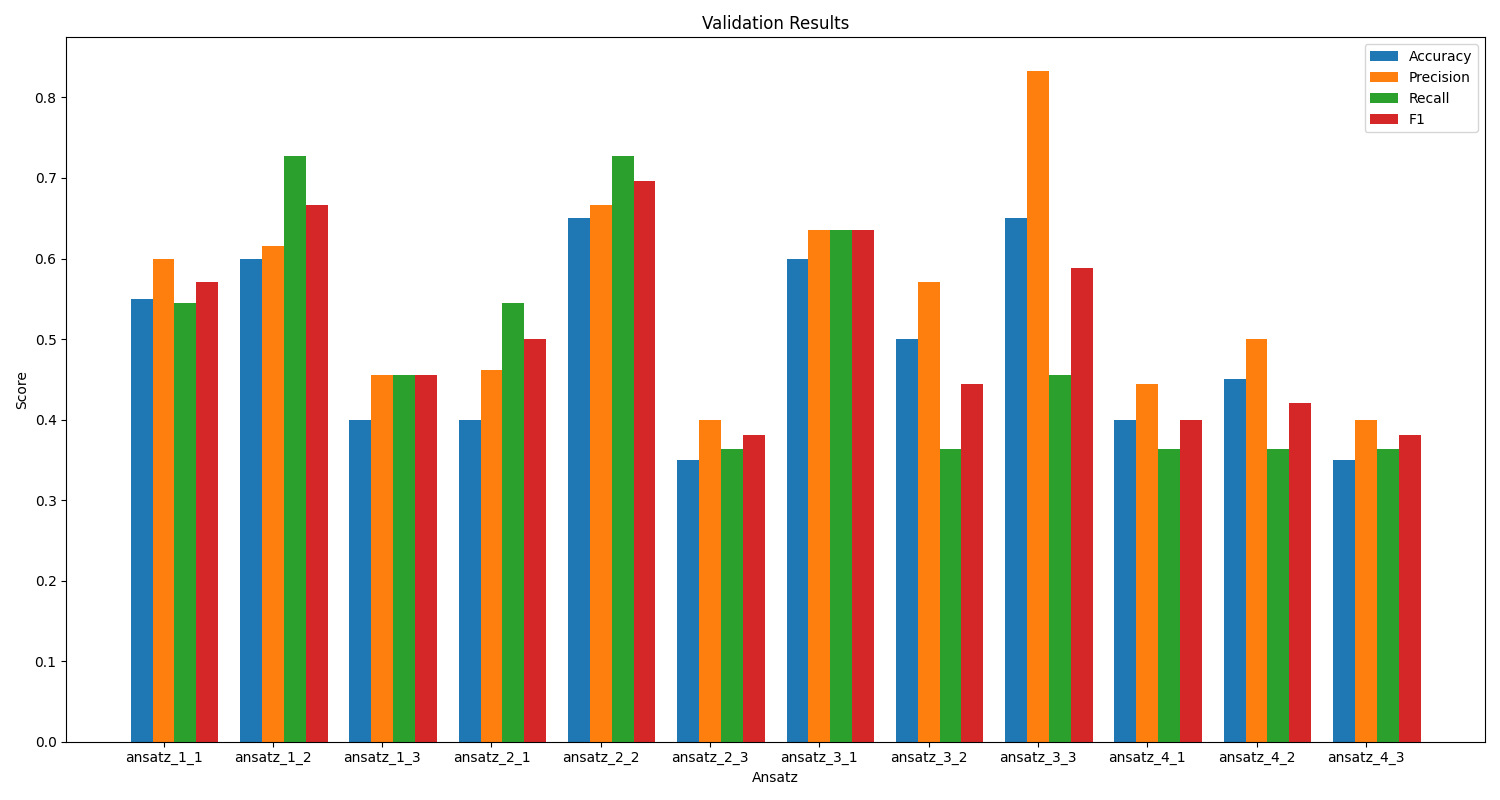 Validation Results
Accuracy
Precision
Recall
F1
Score
0.8
0.7
0.6
0.5
0.4
0.3
0.2
0.1
0.0
ansatz_1_1 ansatz_1_2 ansatz_1_3 ansatz_2_1 ansatz_2_2 ansatz_2_3 ansatz_3_1 ansatz_3_2 ansatz_3_3 ansatz_4_1 ansatz_4_2 ansatz_4_3
Ansatz